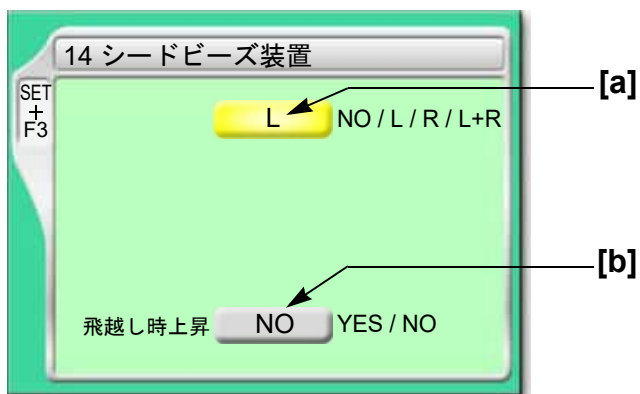 14 シードビーズ装置
SET
+
F3
L NO / L / R / L+R
[a]
[b]
飛越し時上昇 NO YES / NO